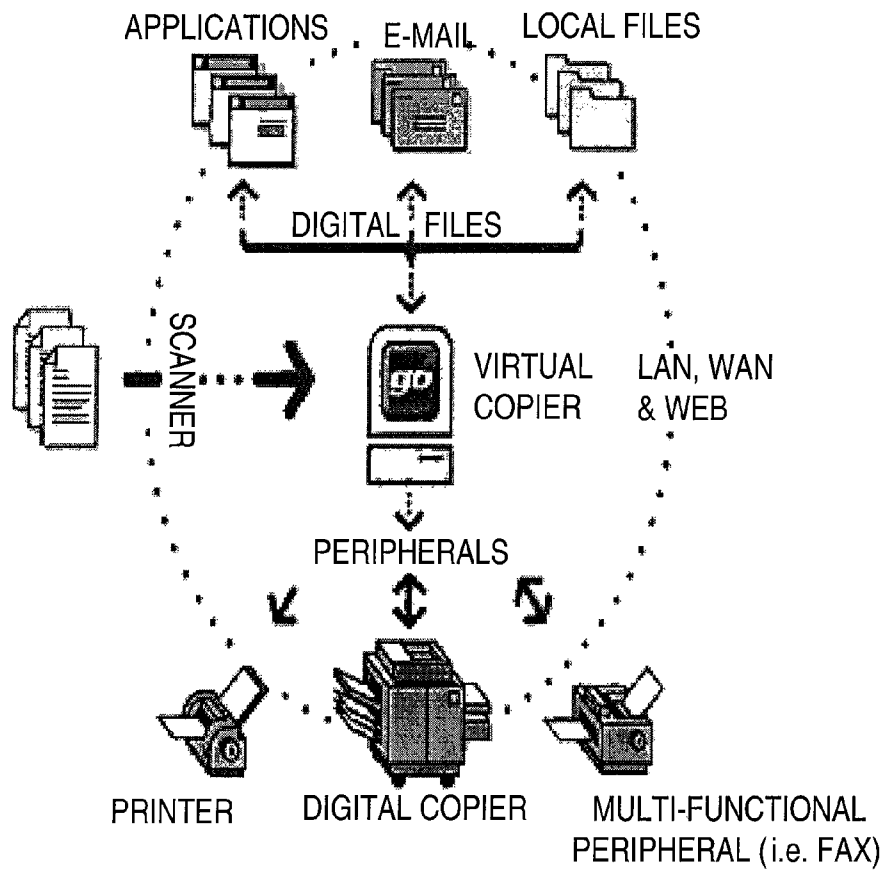 APPLICATIONS
E-MAIL
LOCAL FILES
DIGITAL FILES
SCANNER
go
VIRTUAL
COPIER
LAN, WAN
& WEB
PERIPHERALS
PRINTER
DIGITAL COPIER
MULTI-FUNCTIONAL
PERIPHERAL (i.e. FAX)